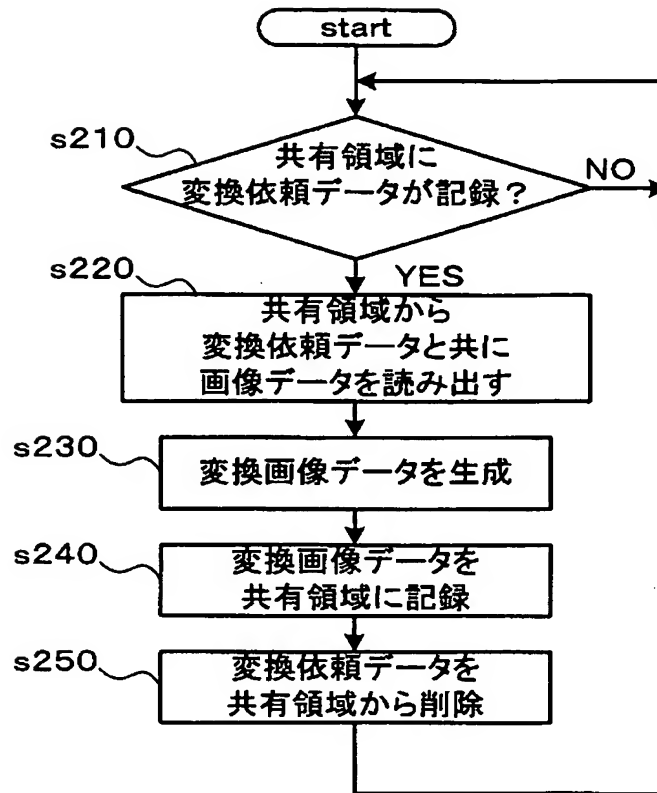 start
s210
共有領域に
変換依頼データが記録？
NO
YES
s220
共有領域から
変換依頼データと共に
画像データを読み出す
s230
変換画像データを生成
s240
変換画像データを
共有領域に記録
s250
変換依頼データを
共有領域から削除